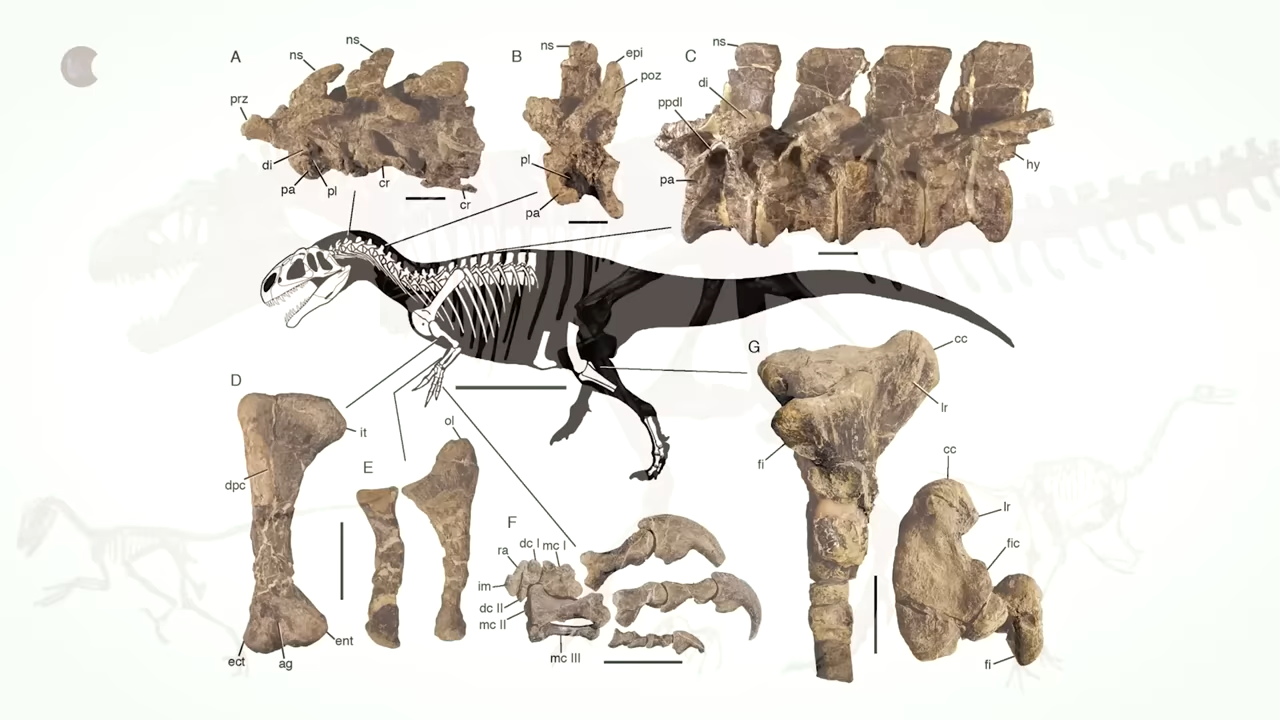 A
ns
ns
prz
di
pa
pl
cr
cr
B
ns
epi
poz
pl
pa
C
ns
di
ppdl
pa
hy
D
it
dpc
ect
ag
ent
E
ol
F
ra
dc I
mc I
im
dc II
mc II
mc III
G
cc
lr
fi
cc
lr
fic
fi